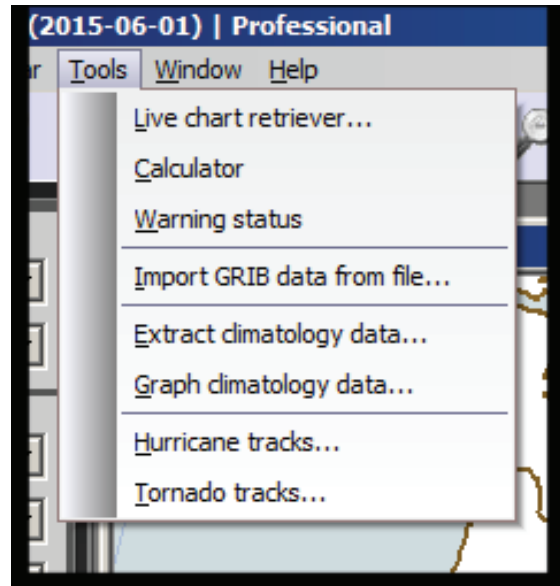 (2015-06-01) | Professional
ar Tools Window Help
Live chart retriever...
Calculator
Warning status
Import GRIB data from file...
Extract climatology data...
Graph climatology data...
Hurricane tracks...
Tornado tracks...